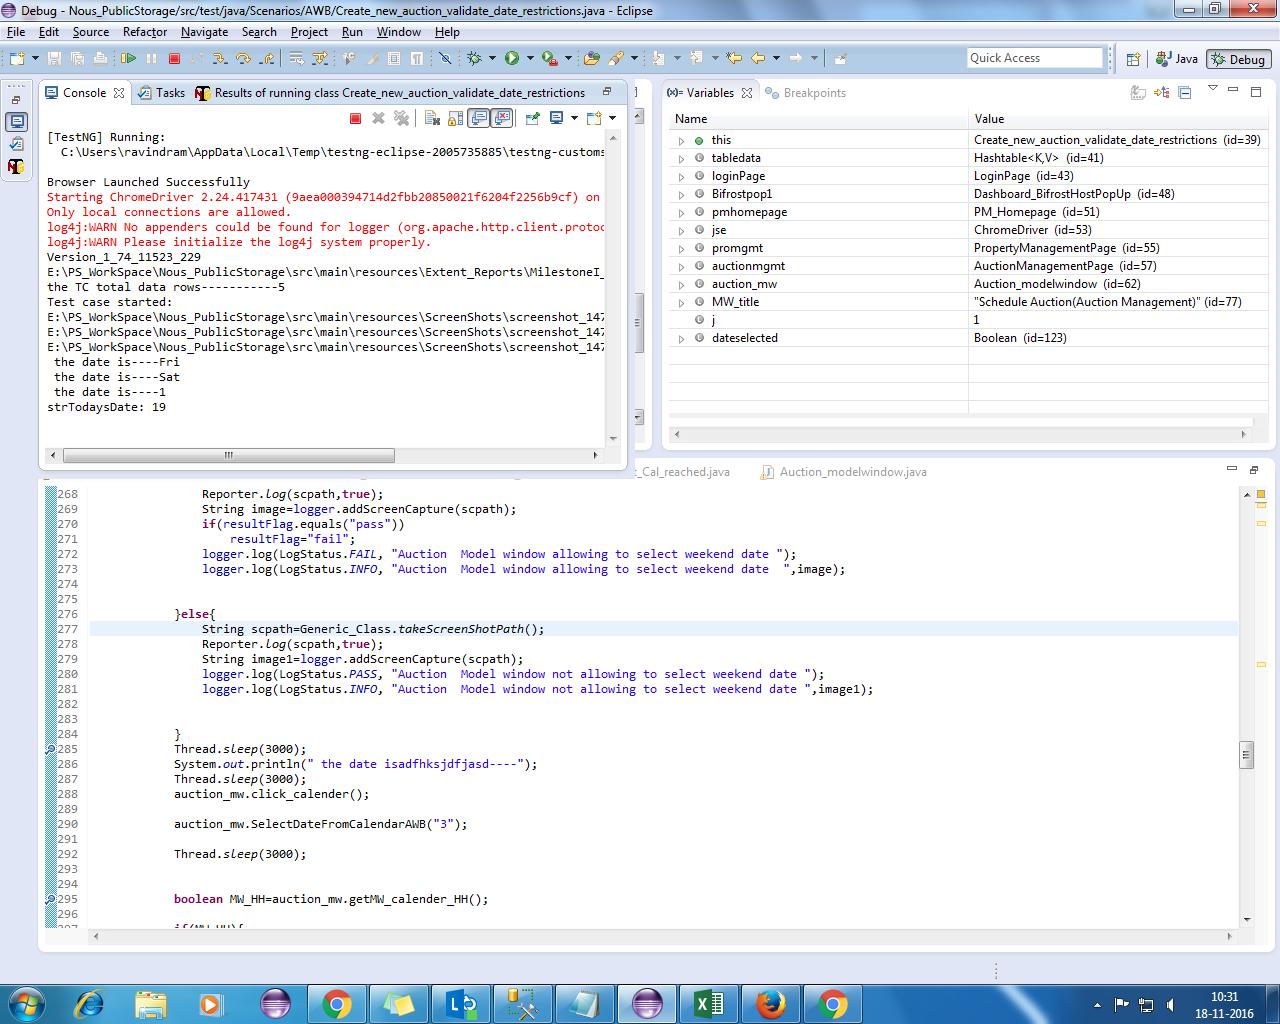 Debug - Nous_PublicStorage/src/test/java/Scenarios/AWB/Create_new_auction_validate_date_restrictions.java - Eclipse
File Edit Source Refactor Navigate Search Project Run Window Help
Quick Access
Java
Debug
Console
Tasks
Results of running class Create_new_auction_validate_date_restrictions
[TestNG] Running:
C:\Users\ravindram\AppData\Local\Temp\testng-eclipse-2005735885\testng-customs
Browser Launched Successfully
Starting ChromeDriver 2.24.417431 (9aea000394714d2fbb20850021f6204f2256b9cf) on
Only local connections are allowed.
log4j:WARN No appenders could be found for logger (org.apache.http.client.protoc
log4j:WARN Please initialize the log4j system properly.
Version_1_74_11523_229
E:\PS_WorkSpace\Nous_PublicStorage\src\main\resources\Extent_Reports\MilestoneI_
the TC total data rows-----------5
Test case started:
E:\PS_WorkSpace\Nous_PublicStorage\src\main\resources\ScreenShots\screenshot_147
E:\PS_WorkSpace\Nous_PublicStorage\src\main\resources\ScreenShots\screenshot_147
E:\PS_WorkSpace\Nous_PublicStorage\src\main\resources\ScreenShots\screenshot_147
the date is----Fri
the date is----Sat
the date is----1
strTodaysDate: 19
Variables
Breakpoints
Name Value
this Create_new_auction_validate_date_restrictions (id=39)
tabledata Hashtable<K,V> (id=41)
loginPage LoginPage (id=43)
Bifrostpop1 Dashboard_BifrostHostPopUp (id=48)
pmhomepage PM_Homepage (id=51)
jse ChromeDriver (id=53)
promgmt PropertyManagementPage (id=55)
auctionmgmt AuctionManagementPage (id=57)
auction_mw Auction_modelwindow (id=62)
MW_title "Schedule Auction(Auction Management)" (id=77)
j 1
dateselected Boolean (id=123)
_Cal_reached.java
Auction_modelwindow.java
268 Reporter.log(scpath,true);
269 String image=logger.addScreenCapture(scpath);
270 if(resultFlag.equals("pass"))
271 resultFlag="fail";
272 logger.log(LogStatus.FAIL, "Auction  Model window allowing to select weekend date ");
273 logger.log(LogStatus.INFO, "Auction  Model window allowing to select weekend date  ",image);
274
275
276 }else{
277 String scpath=Generic_Class.takeScreenShotPath();
278 Reporter.log(scpath,true);
279 String image1=logger.addScreenCapture(scpath);
280 logger.log(LogStatus.PASS, "Auction  Model window not allowing to select weekend date ");
281 logger.log(LogStatus.INFO, "Auction  Model window not allowing to select weekend date ",image1);
282
283
284 }
285 Thread.sleep(3000);
286 System.out.println(" the date isadfhksjdfjasd----");
287 Thread.sleep(3000);
288 auction_mw.click_calender();
289
290 auction_mw.SelectDateFromCalendarAWB("3");
291
292 Thread.sleep(3000);
293
294
295 boolean MW_HH=auction_mw.getMW_calender_HH();
296
297 if(MW_HH){
10:31
18-11-2016